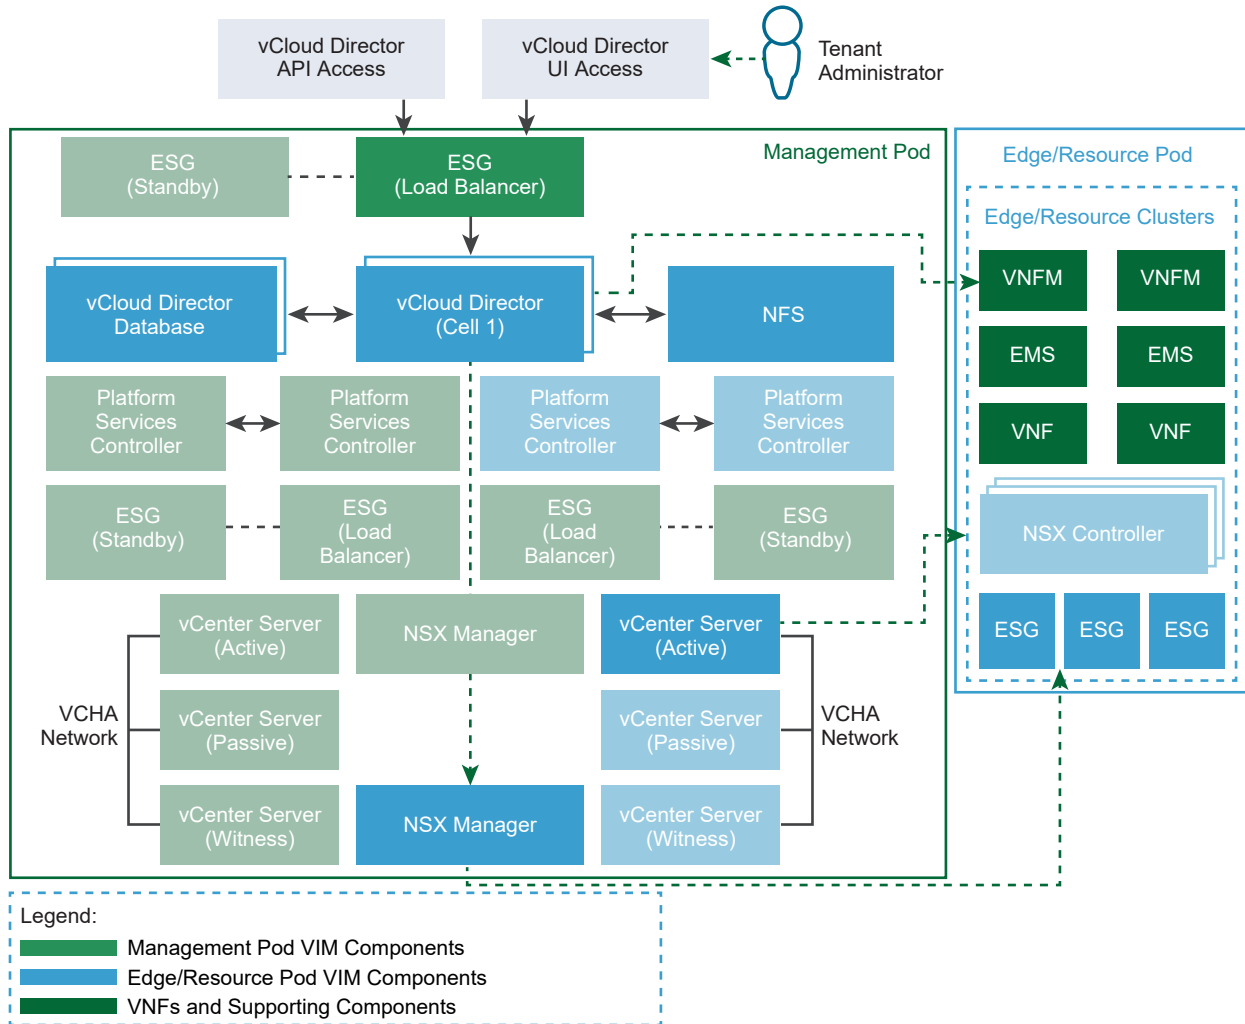 vCloud Director
API Access
vCloud Director
UI Access
Tenant
Administrator
Management Pod
ESG
(Standby)
ESG
(Load Balancer)
vCloud Director
Database
vCloud Director
(Cell 1)
NFS
Platform
Services
Controller
Platform
Services
Controller
Platform
Services
Controller
Platform
Services
Controller
ESG
(Standby)
ESG
(Load
Balancer)
ESG
(Load
Balancer)
ESG
(Standby)
vCenter Server
(Active)
NSX Manager
vCenter Server
(Active)
VCHA
Network
vCenter Server
(Passive)
vCenter Server
(Passive)
VCHA
Network
vCenter Server
(Witness)
NSX Manager
vCenter Server
(Witness)
Edge/Resource Pod
Edge/Resource Clusters
VNFM
VNFM
EMS
EMS
VNF
VNF
NSX Controller
ESG
ESG
ESG
Legend:
Management Pod VIM Components
Edge/Resource Pod VIM Components
VNFs and Supporting Components